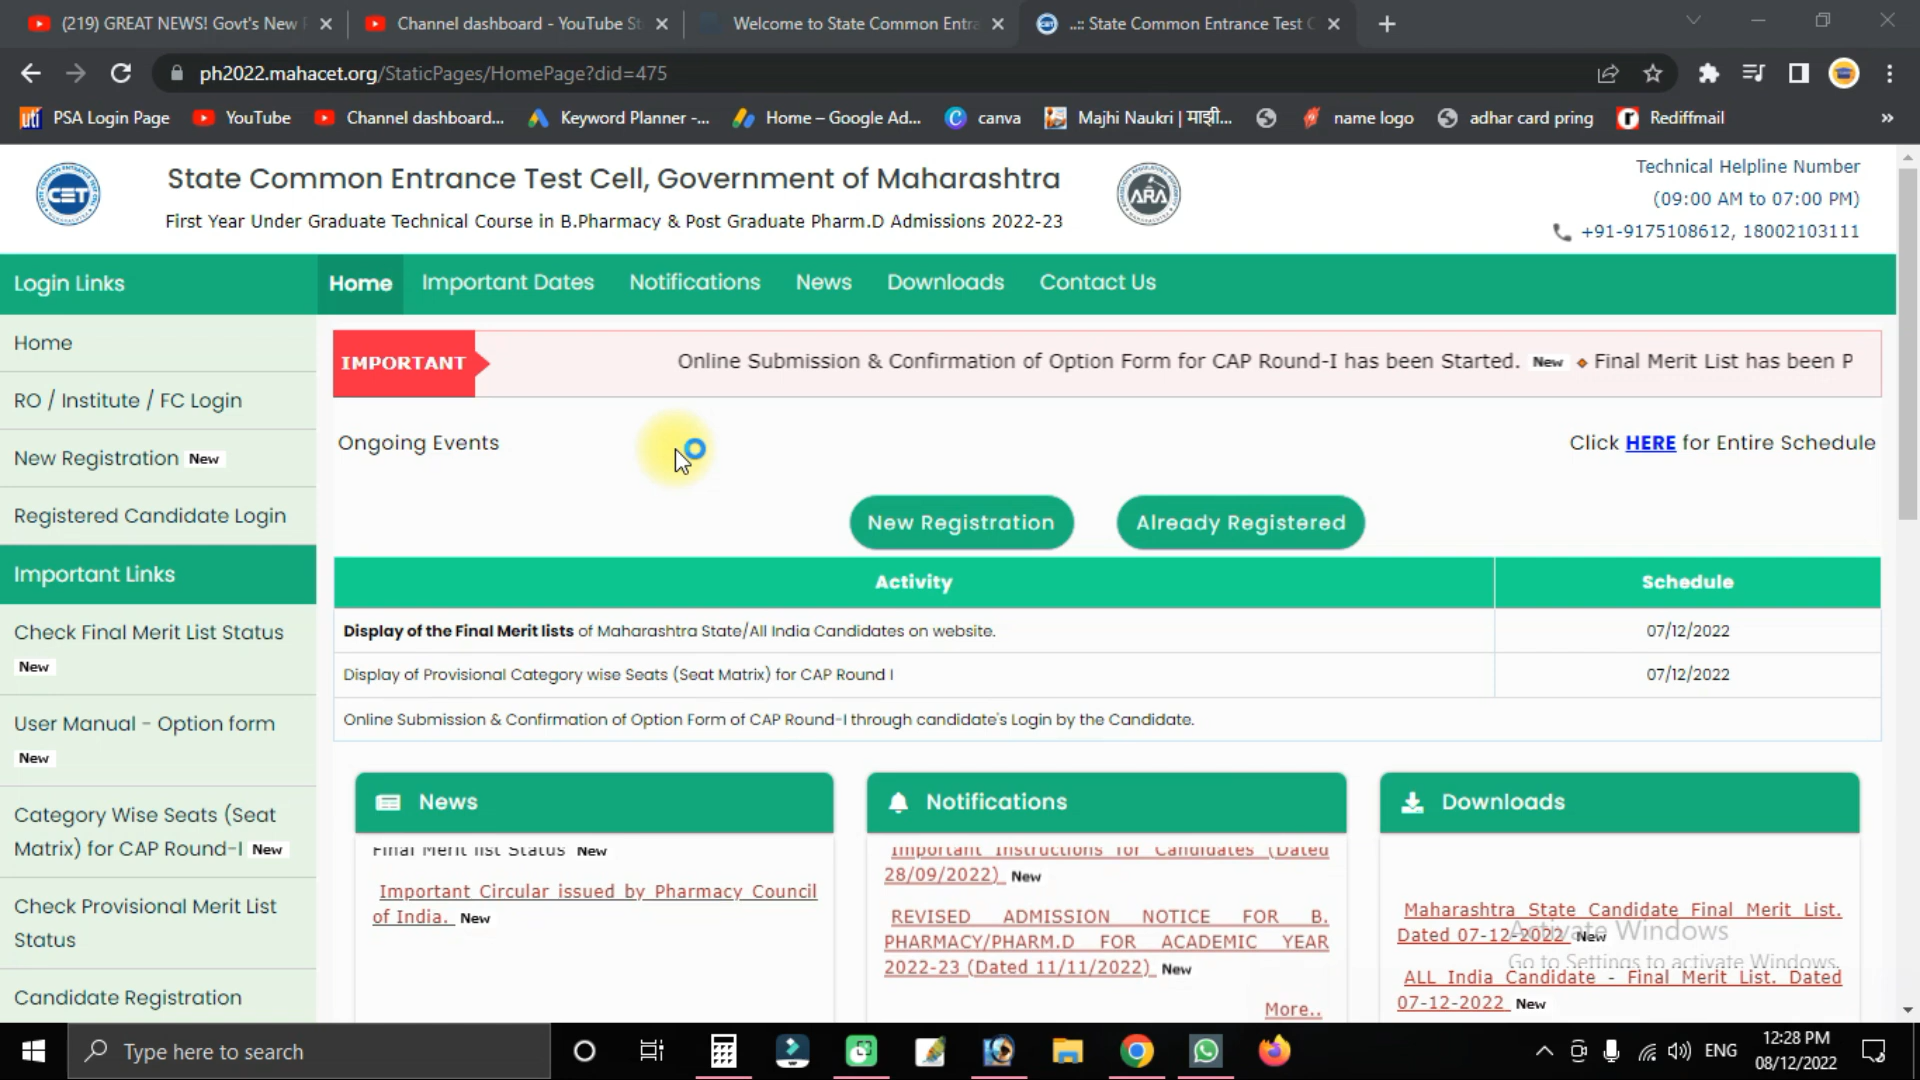 (219) GREAT NEWS! Govt's New
Channel dashboard - YouTube St
Welcome to State Common Entra
..:: State Common Entrance Test C
ph2022.mahacet.org/StaticPages/HomePage?did=475
uti PSA Login Page
YouTube
Channel dashboard...
Keyword Planner -...
Home – Google Ad...
canva
Majhi Naukri | माझी...
name logo
adhar card pring
Rediffmail
»
CET
State Common Entrance Test Cell, Government of Maharashtra
First Year Under Graduate Technical Course in B.Pharmacy & Post Graduate Pharm.D Admissions 2022-23
ARA
Technical Helpline Number
(09:00 AM to 07:00 PM)
+91-9175108612, 18002103111
Login Links
Home
Important Dates
Notifications
News
Downloads
Contact Us
Home
RO / Institute / FC Login
New Registration New
Registered Candidate Login
Important Links
Check Final Merit List Status
New
User Manual - Option form
New
Category Wise Seats (Seat
Matrix) for CAP Round-I New
Check Provisional Merit List
Status
Candidate Registration
IMPORTANT
Online Submission & Confirmation of Option Form for CAP Round-I has been Started. New Final Merit List has been P
Ongoing Events
Click HERE for Entire Schedule
New Registration
Already Registered
Activity
Schedule
Display of the Final Merit lists of Maharashtra State/All India Candidates on website.
07/12/2022
Display of Provisional Category wise Seats (Seat Matrix) for CAP Round I
07/12/2022
Online Submission & Confirmation of Option Form of CAP Round-I through candidate's Login by the Candidate.
News
Final Merit list Status New
Important Circular issued by Pharmacy Council
of India. New
Notifications
Important Instructions for Candidates (Dated
28/09/2022) New
REVISED ADMISSION NOTICE FOR B.
PHARMACY/PHARM.D FOR ACADEMIC YEAR
2022-23 (Dated 11/11/2022) New
More..
Downloads
Maharashtra State Candidate Final Merit List.
Dated 07-12-2022 New
ALL India Candidate - Final Merit List. Dated
07-12-2022 New
Activate Windows
Go to Settings to activate Windows.
Type here to search
ENG
12:28 PM
08/12/2022